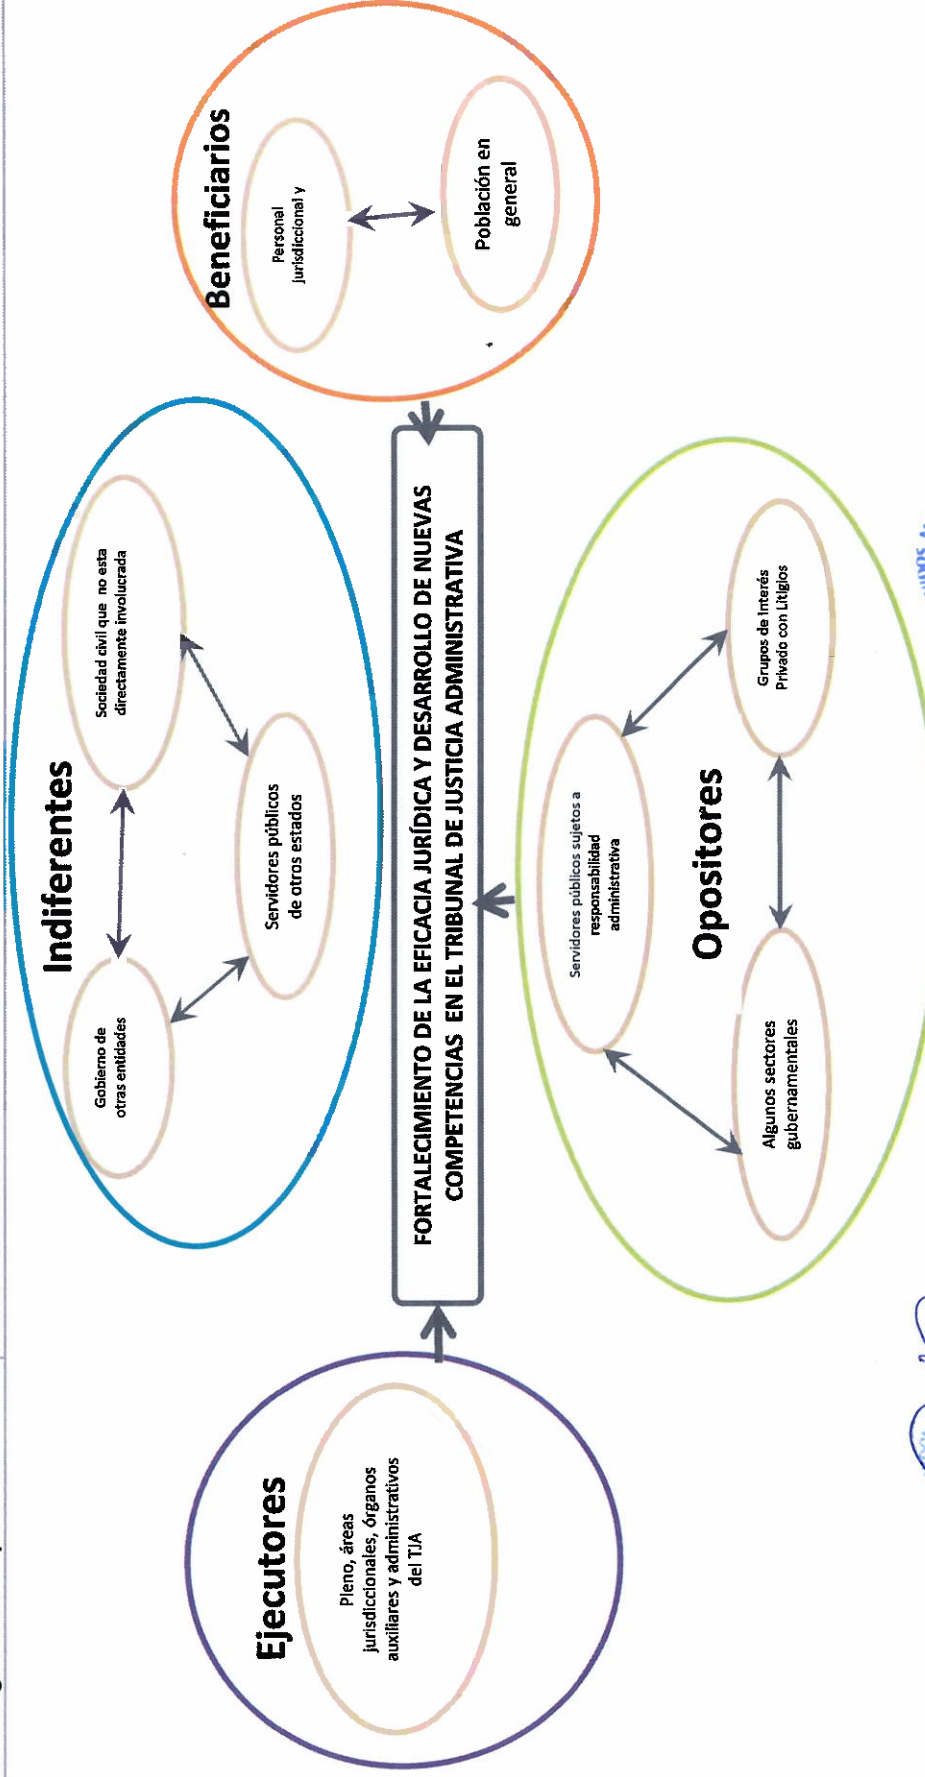 Ejecutores
Pleno, áreas
jurisdiccionales, órganos
auxiliares y administrativos
del TJA
Indiferentes
Gobierno de
otras entidades
Sociedad civil que no esta
directamente involucrada
Servidores públicos
de otros estados
FORTALECIMIENTO DE LA EFICACIA JURÍDICA Y DESARROLLO DE NUEVAS
COMPETENCIAS EN EL TRIBUNAL DE JUSTICIA ADMINISTRATIVA
Servidores públicos sujetos a
responsabilidad
administrativa
Opositores
Algunos sectores
gubernamentales
Grupos de Interés
Privado con Litigios
Beneficiarios
Personal
jurisdiccional y
Población en
general